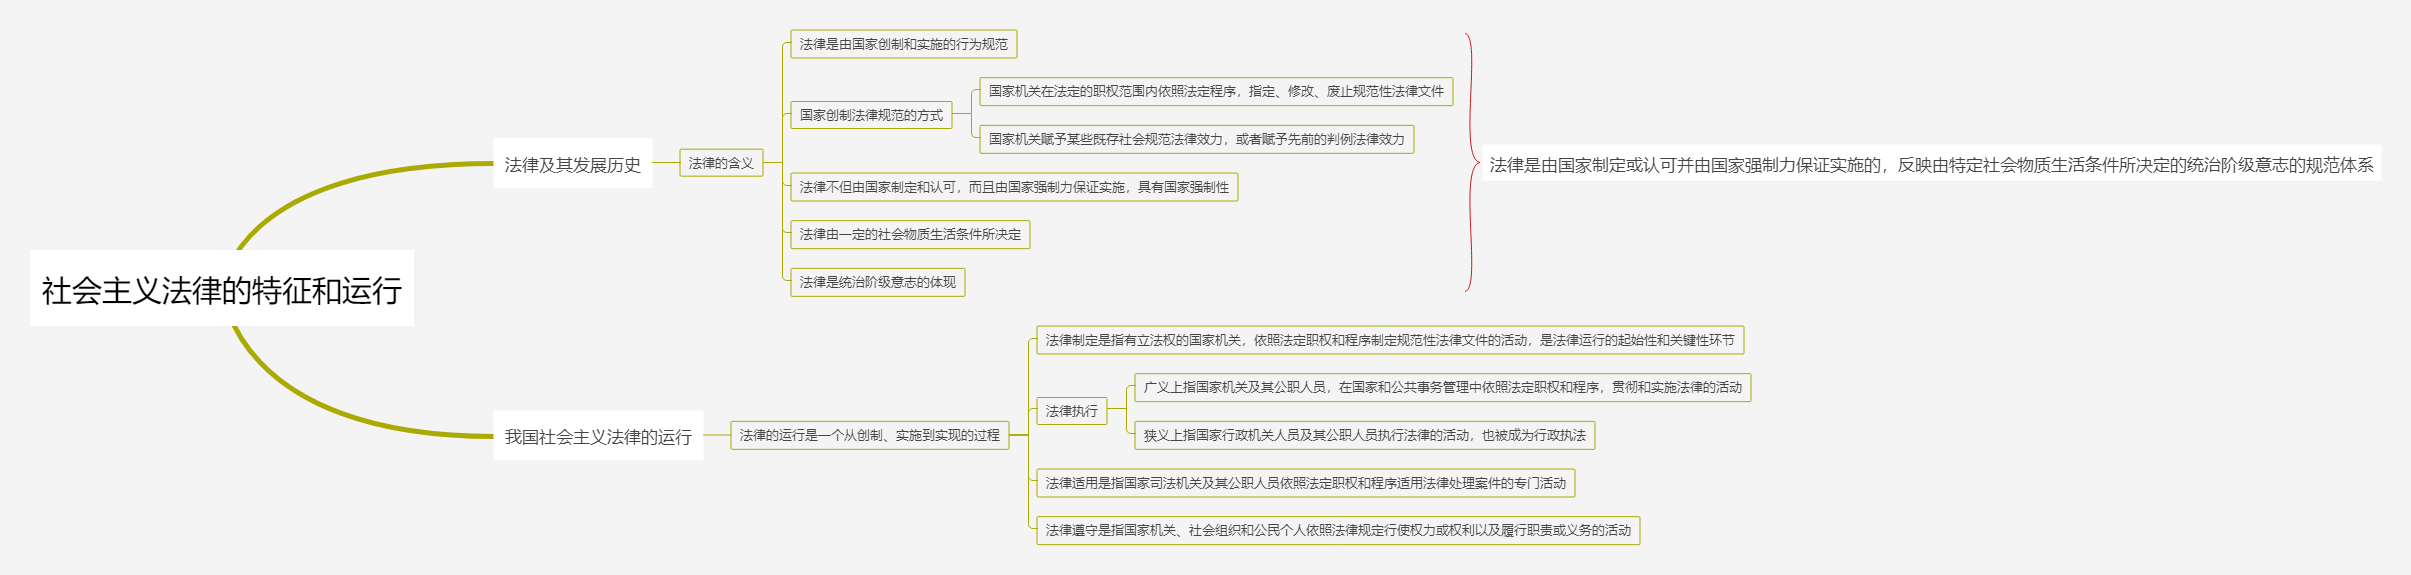 社会主义法律的特征和运行
法律及其发展历史
法律的含义
法律是由国家创制和实施的行为规范
国家创制法律规范的方式
国家机关在法定的职权范围内依照法定程序，指定、修改、废止规范性法律文件
国家机关赋予某些既存社会规范法律效力，或者赋予先前的判例法律效力
法律不但由国家制定和认可，而且由国家强制力保证实施，具有国家强制性
法律由一定的社会物质生活条件所决定
法律是统治阶级意志的体现
法律是由国家制定或认可并由国家强制力保证实施的，反映由特定社会物质生活条件所决定的统治阶级意志的规范体系
我国社会主义法律的运行
法律的运行是一个从创制、实施到实现的过程
法律制定是指有立法权的国家机关，依照法定职权和程序制定规范性法律文件的活动，是法律运行的起始性和关键性环节
法律执行
广义上指国家机关及其公职人员，在国家和公共事务管理中依照法定职权和程序，贯彻和实施法律的活动
狭义上指国家行政机关人员及其公职人员执行法律的活动，也被成为行政执法
法律适用是指国家司法机关及其公职人员依照法定职权和程序适用法律处理案件的专门活动
法律遵守是指国家机关、社会组织和公民个人依照法律规定行使权力或权利以及履行职责或义务的活动